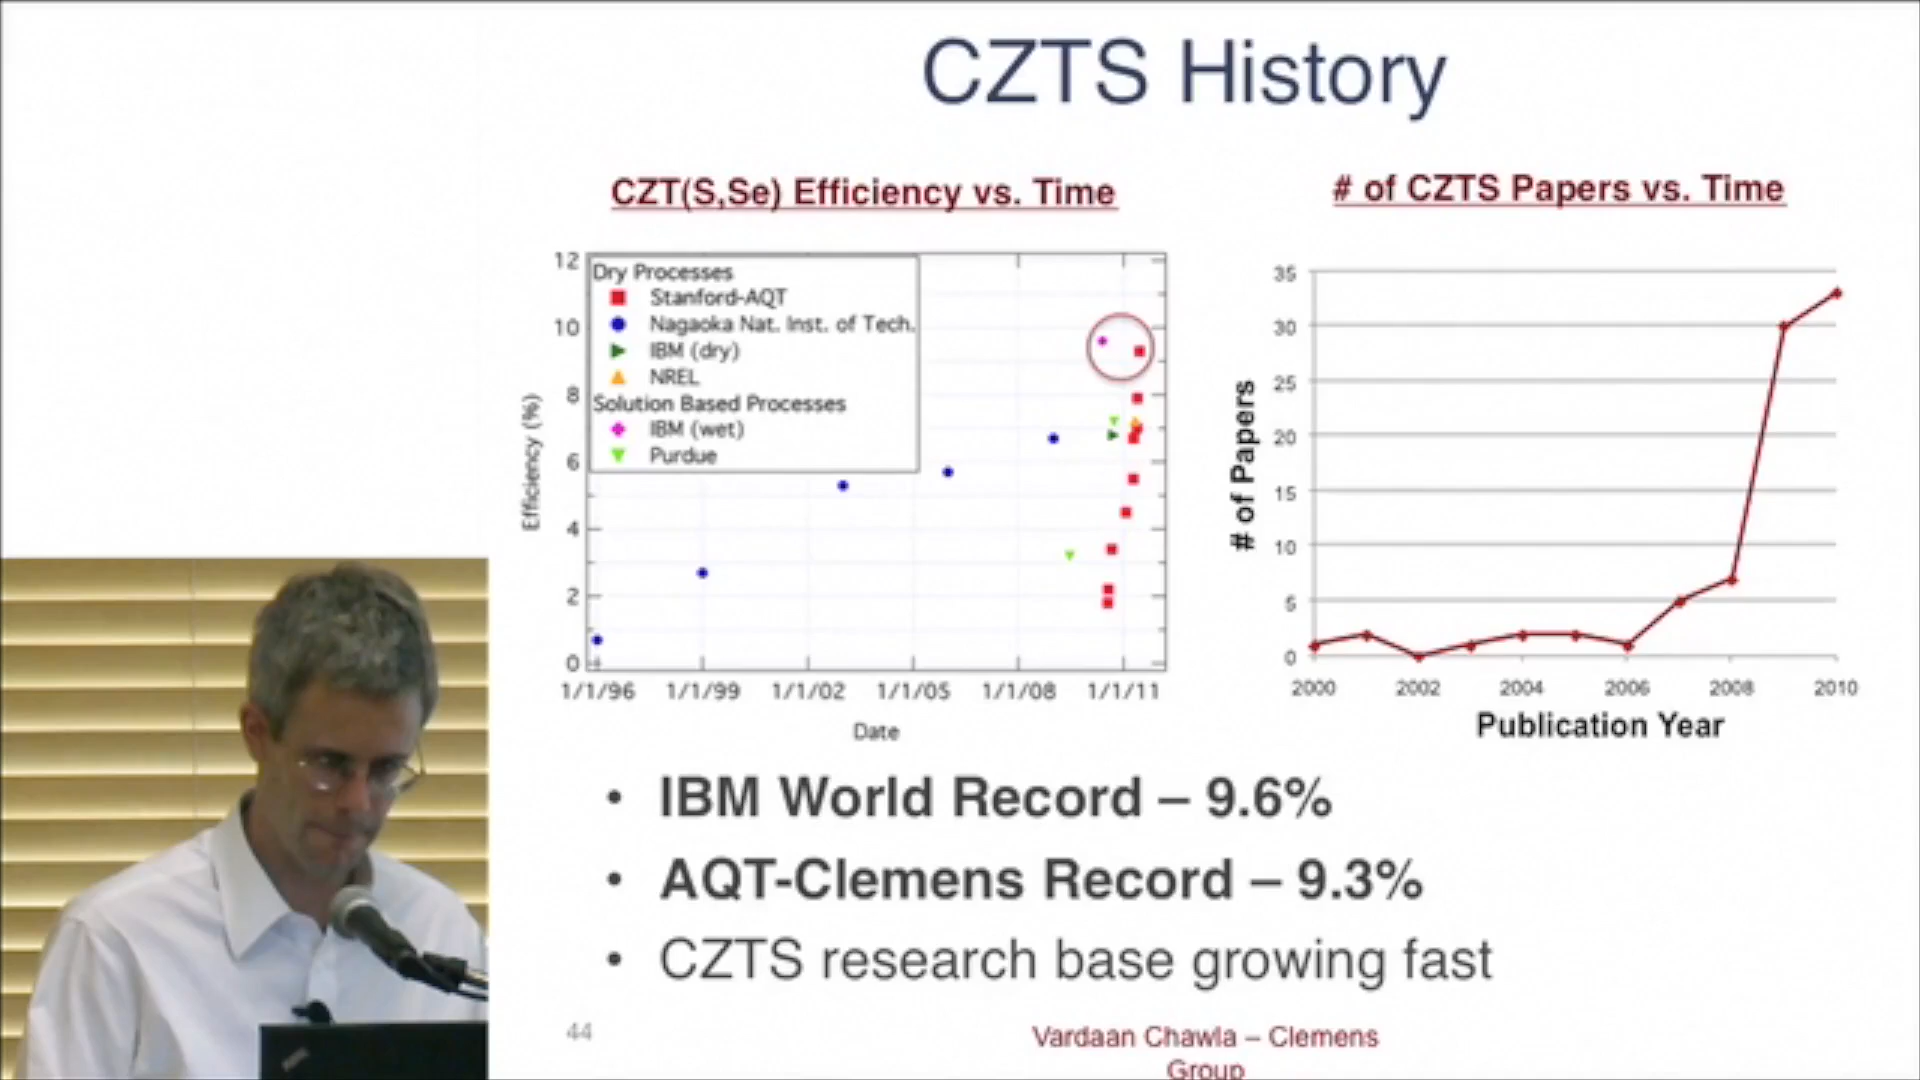 CZTS History
CZT(S,Se) Efficiency vs. Time
12
10
8
6
4
2
0
Efficiency (%)
Dry Processes
Stanford-AQT
Nagaoka Nat. Inst. of Tech.
IBM (dry)
NREL
Solution Based Processes
IBM (wet)
Purdue
1/1/96 1/1/99 1/1/02 1/1/05 1/1/08 1/1/11
Date
# of CZTS Papers vs. Time
35
30
25
20
15
10
5
0
# of Papers
2000 2002 2004 2006 2008 2010
Publication Year
• IBM World Record – 9.6%
• AQT-Clemens Record – 9.3%
• CZTS research base growing fast
44
Vardaan Chawla – Clemens
Group